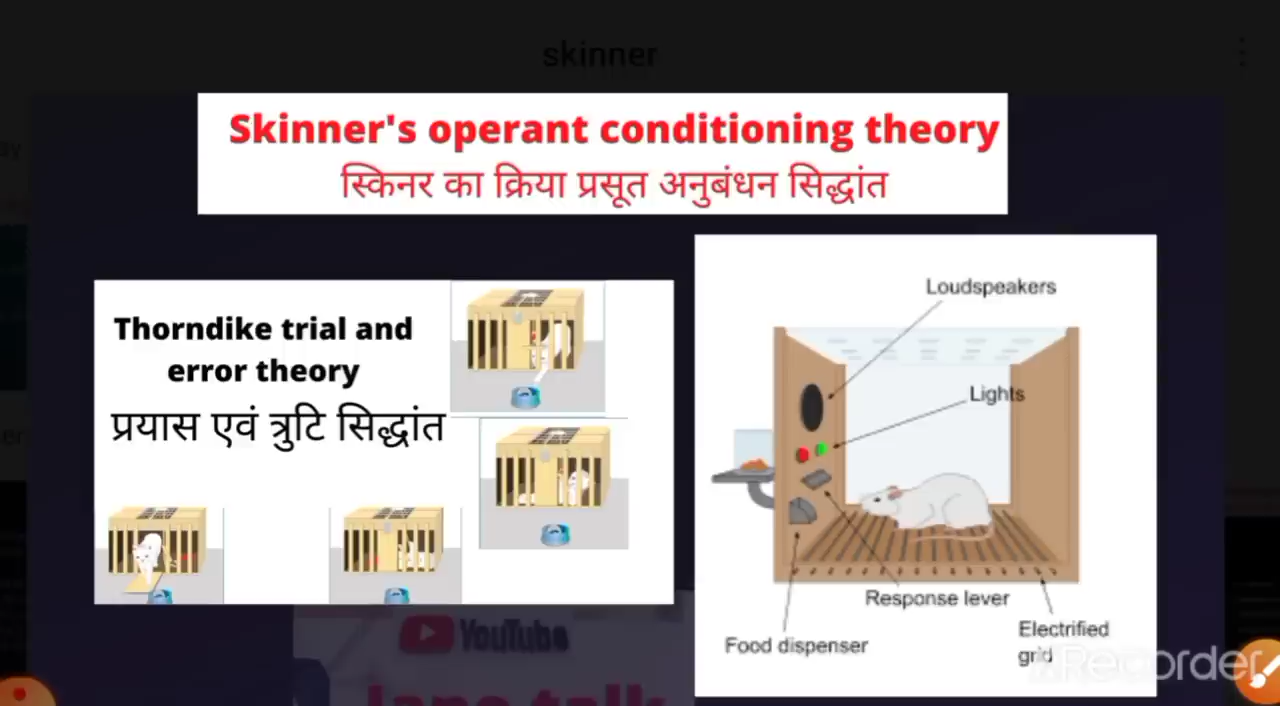 skinner
Skinner's operant conditioning theory
स्किनर का क्रिया प्रसूत अनुबंधन सिद्धांत
Thorndike trial and
error theory
प्रयास एवं त्रुटि सिद्धांत
Loudspeakers
Lights
Response lever
Food dispenser
Electrified
grid
YouTube
Recorder